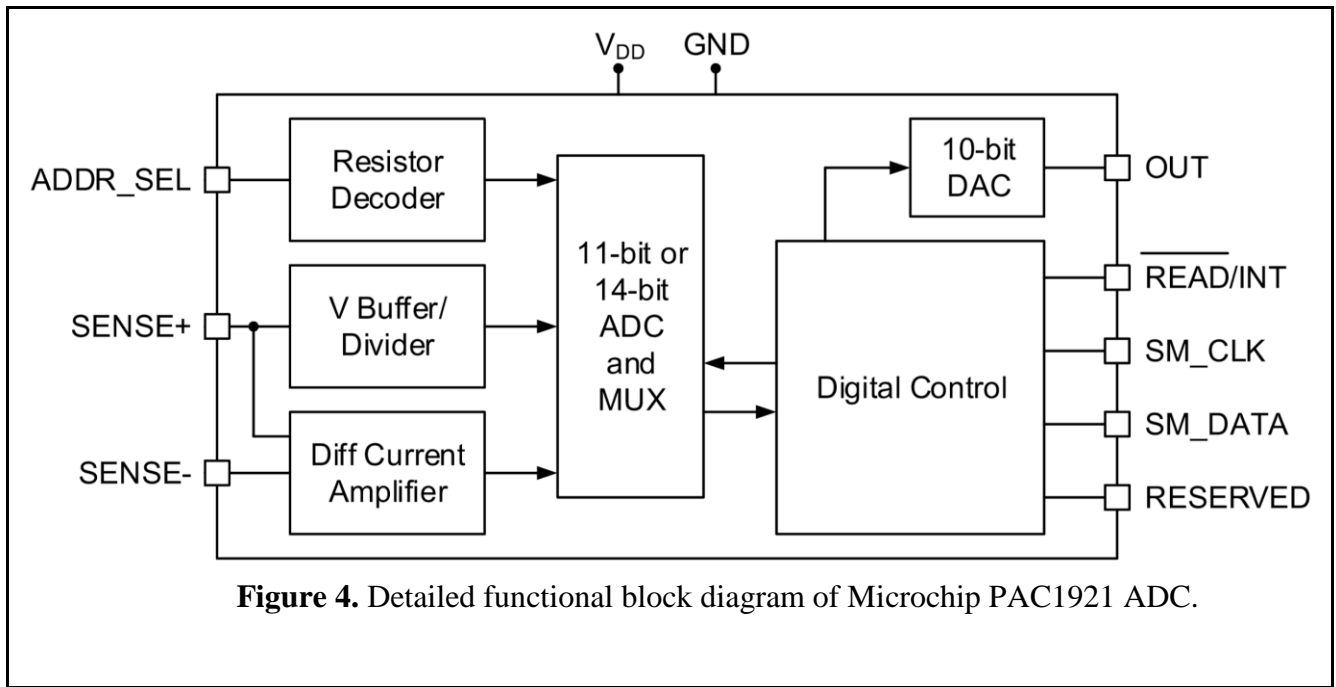 VDD GND
ADDR_SEL
Resistor
Decoder
10-bit
DAC
OUT
11-bit or
14-bit
ADC
and
MUX
READ/INT
SENSE+
V Buffer/
Divider
SM_CLK
Digital Control
SM_DATA
SENSE-
Diff Current
Amplifier
RESERVED
Figure 4. Detailed functional block diagram of Microchip PAC1921 ADC.